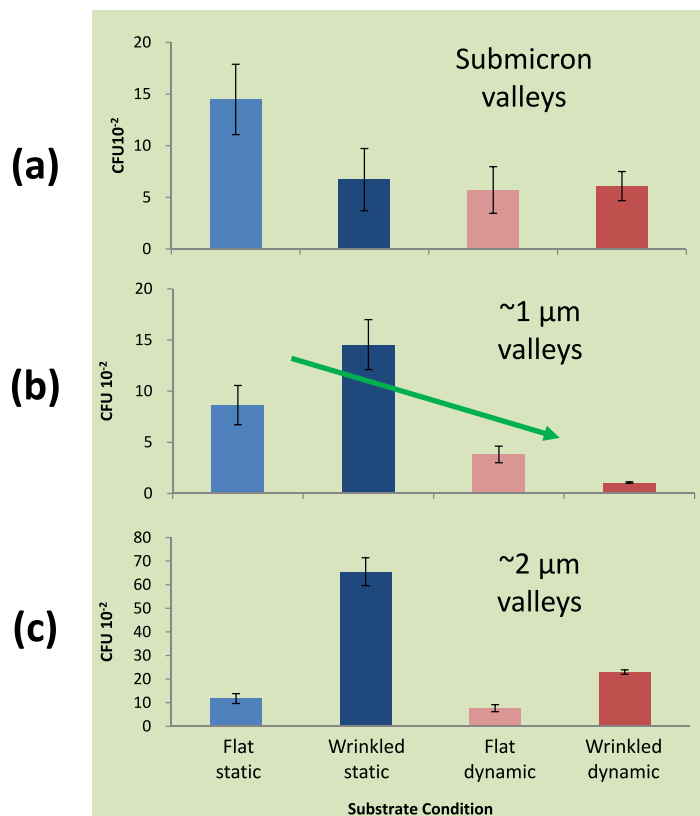 (a)
CFU10⁻²
20
15
10
5
0
Submicron
valleys
(b)
CFU 10⁻²
20
15
10
5
0
~1 µm
valleys
(c)
CFU 10⁻²
80
70
60
50
40
30
20
10
0
~2 µm
valleys
Flat
static
Wrinkled
static
Flat
dynamic
Wrinkled
dynamic
Substrate Condition